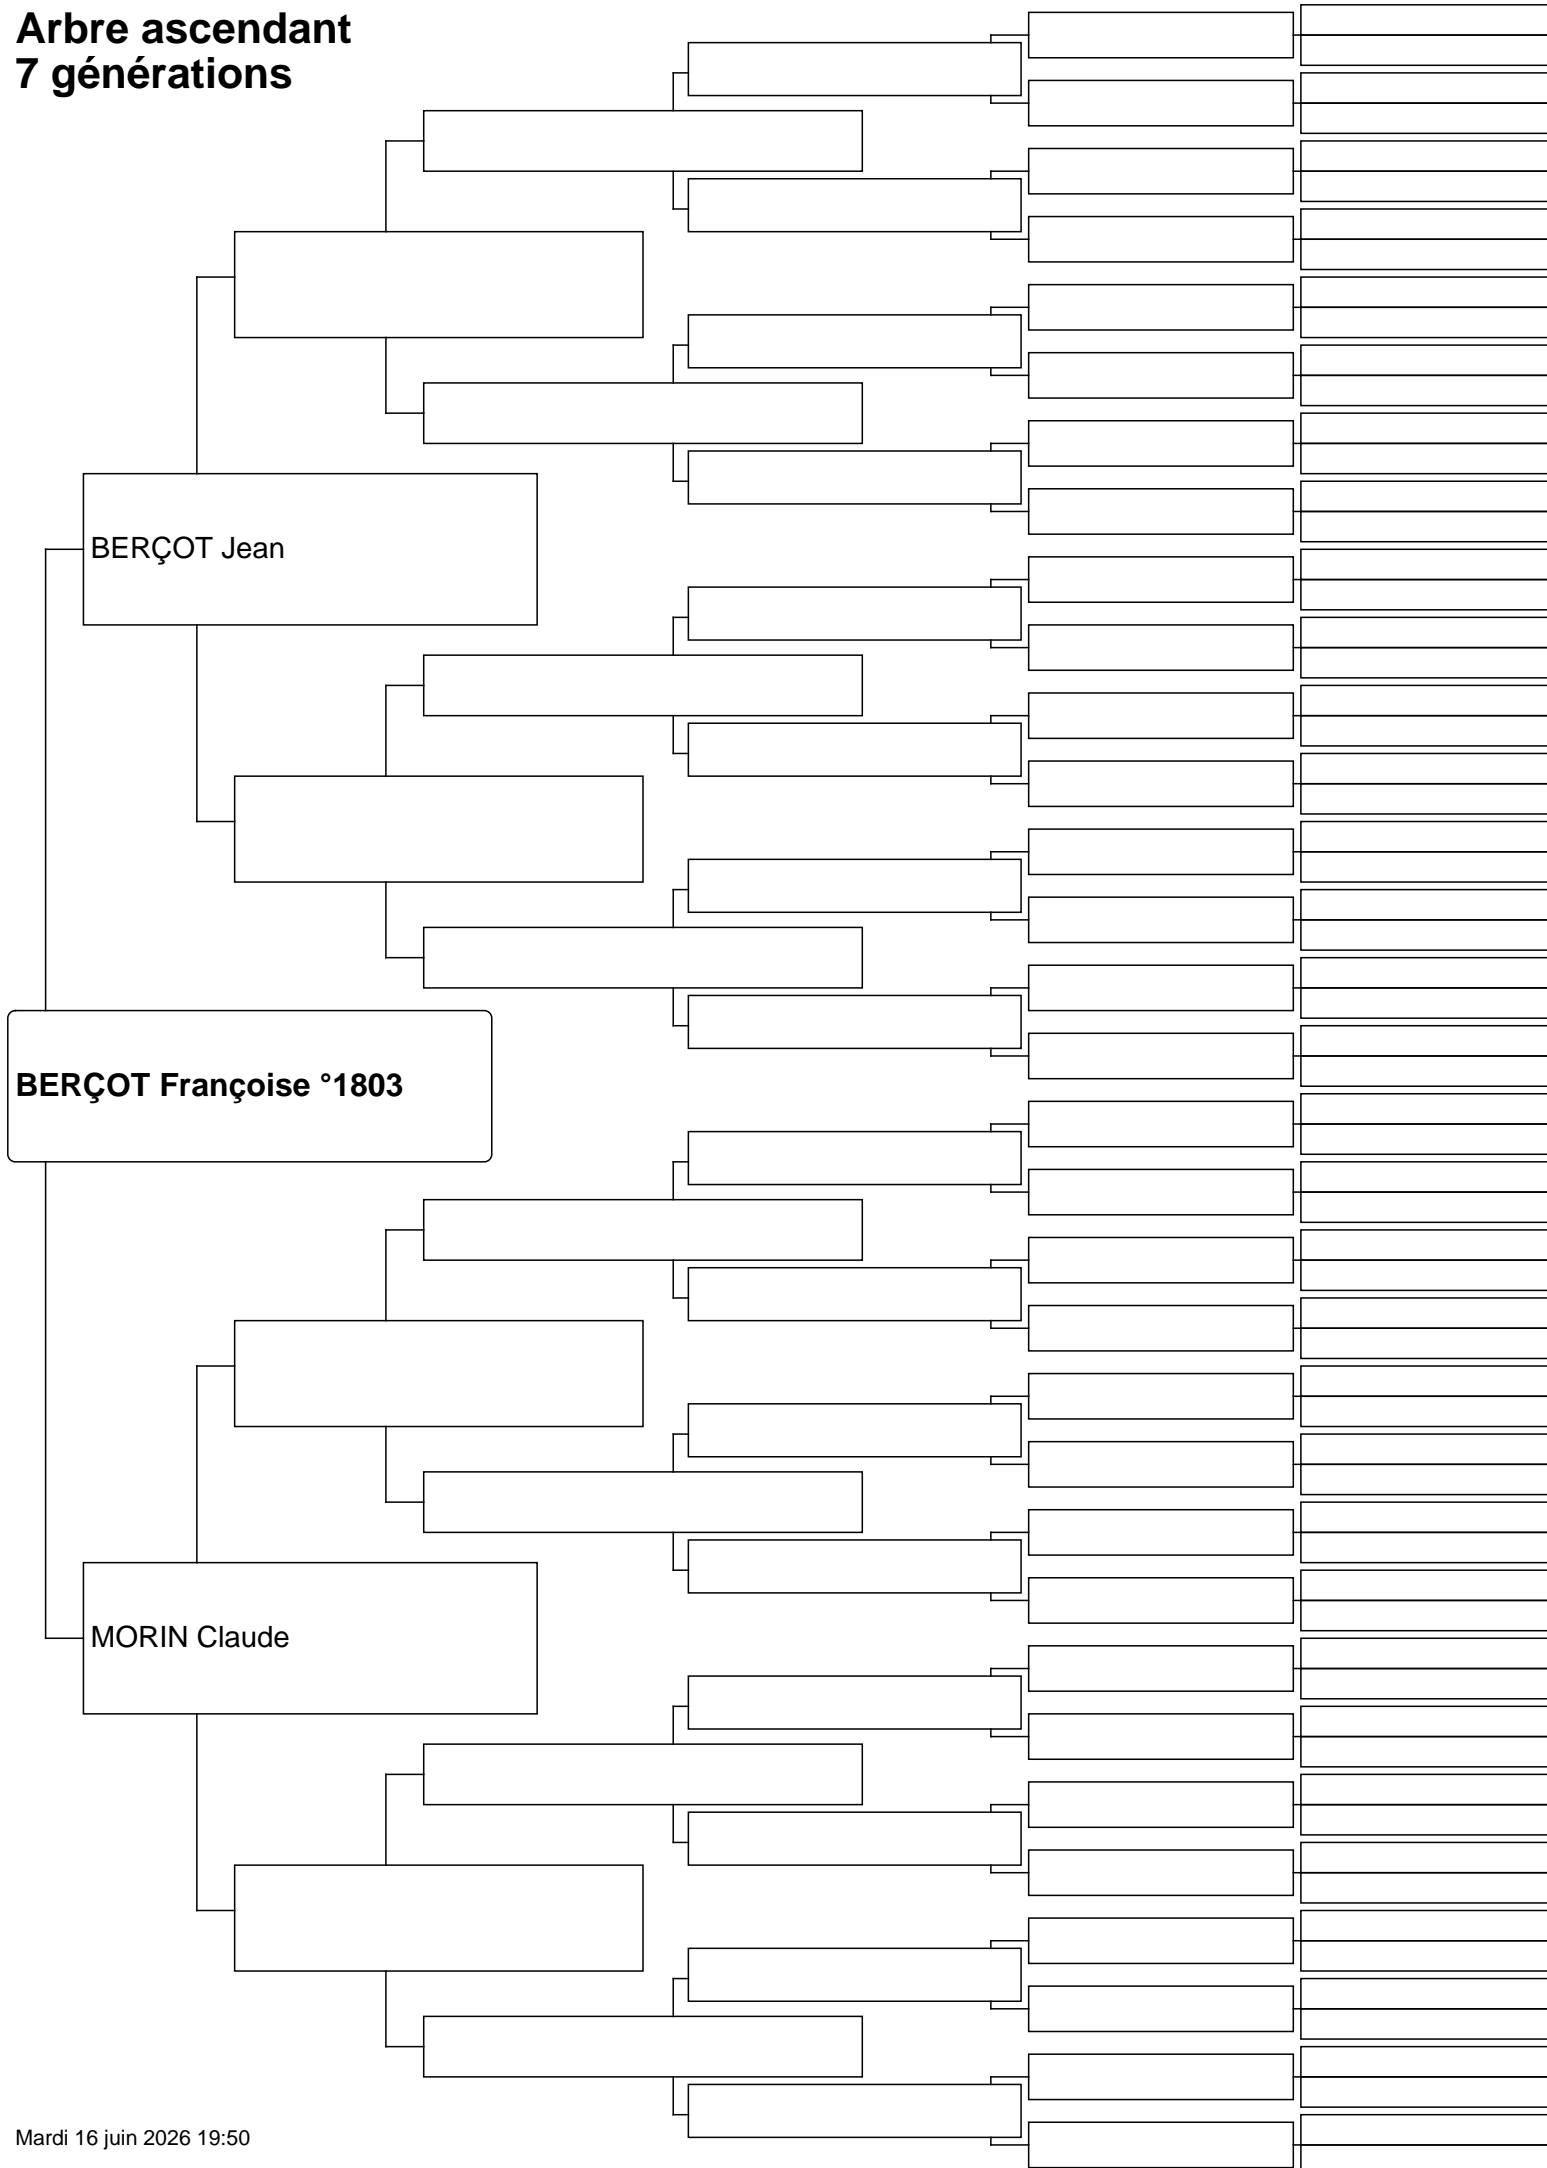 Arbre ascendant
7 générations
BERÇOT Jean
BERÇOT Françoise °1803
MORIN Claude
Mardi 16 juin 2026 19:50